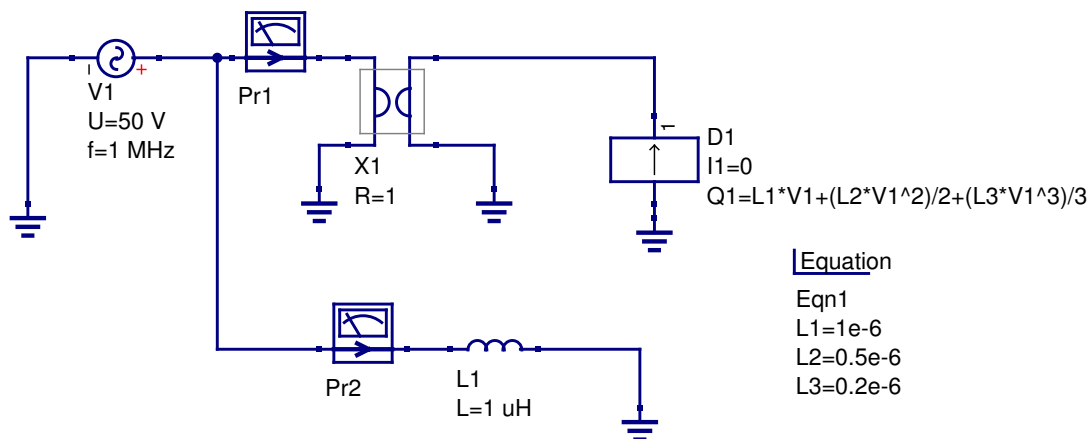 V1
U=50 V
f=1 MHz
Pr1
X1
R=1
1
D1
I1=0
Q1=L1*V1+(L2*V1^2)/2+(L3*V1^3)/3
Equation
Eqn1
L1=1e-6
L2=0.5e-6
L3=0.2e-6
Pr2
L1
L=1 uH